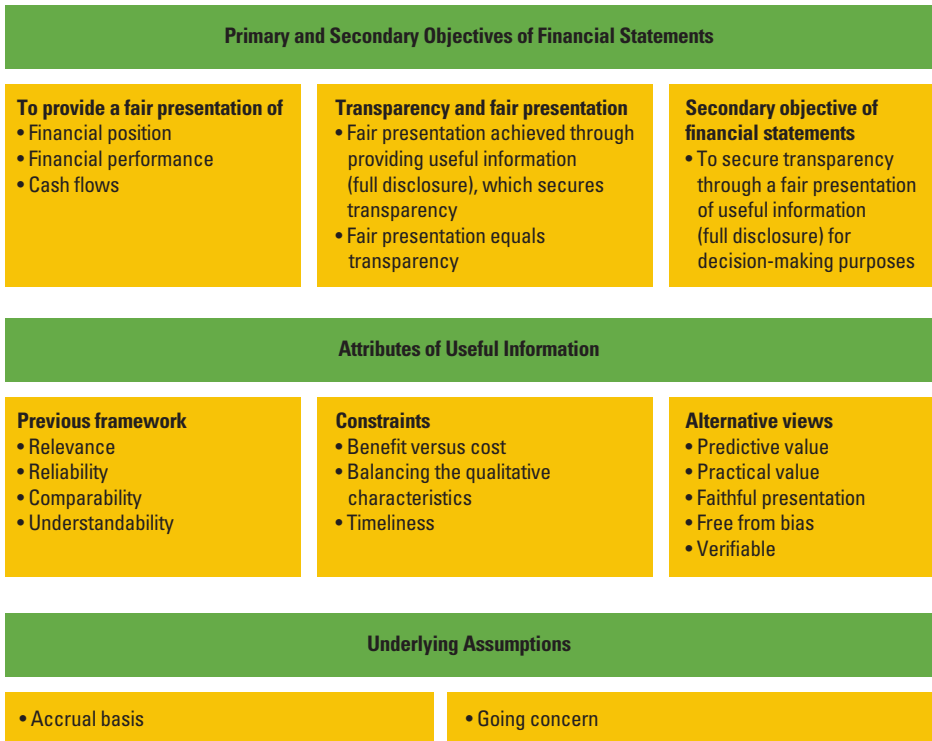 Primary and Secondary Objectives of Financial Statements
To provide a fair presentation of
• Financial position
• Financial performance
• Cash flows
Transparency and fair presentation
• Fair presentation achieved through
providing useful information
(full disclosure), which secures
transparency
• Fair presentation equals
transparency
Secondary objective of
financial statements
• To secure transparency
through a fair presentation
of useful information
(full disclosure) for
decision-making purposes
Attributes of Useful Information
Previous framework
• Relevance
• Reliability
• Comparability
• Understandability
Constraints
• Benefit versus cost
• Balancing the qualitative
characteristics
• Timeliness
Alternative views
• Predictive value
• Practical value
• Faithful presentation
• Free from bias
• Verifiable
Underlying Assumptions
• Accrual basis
• Going concern